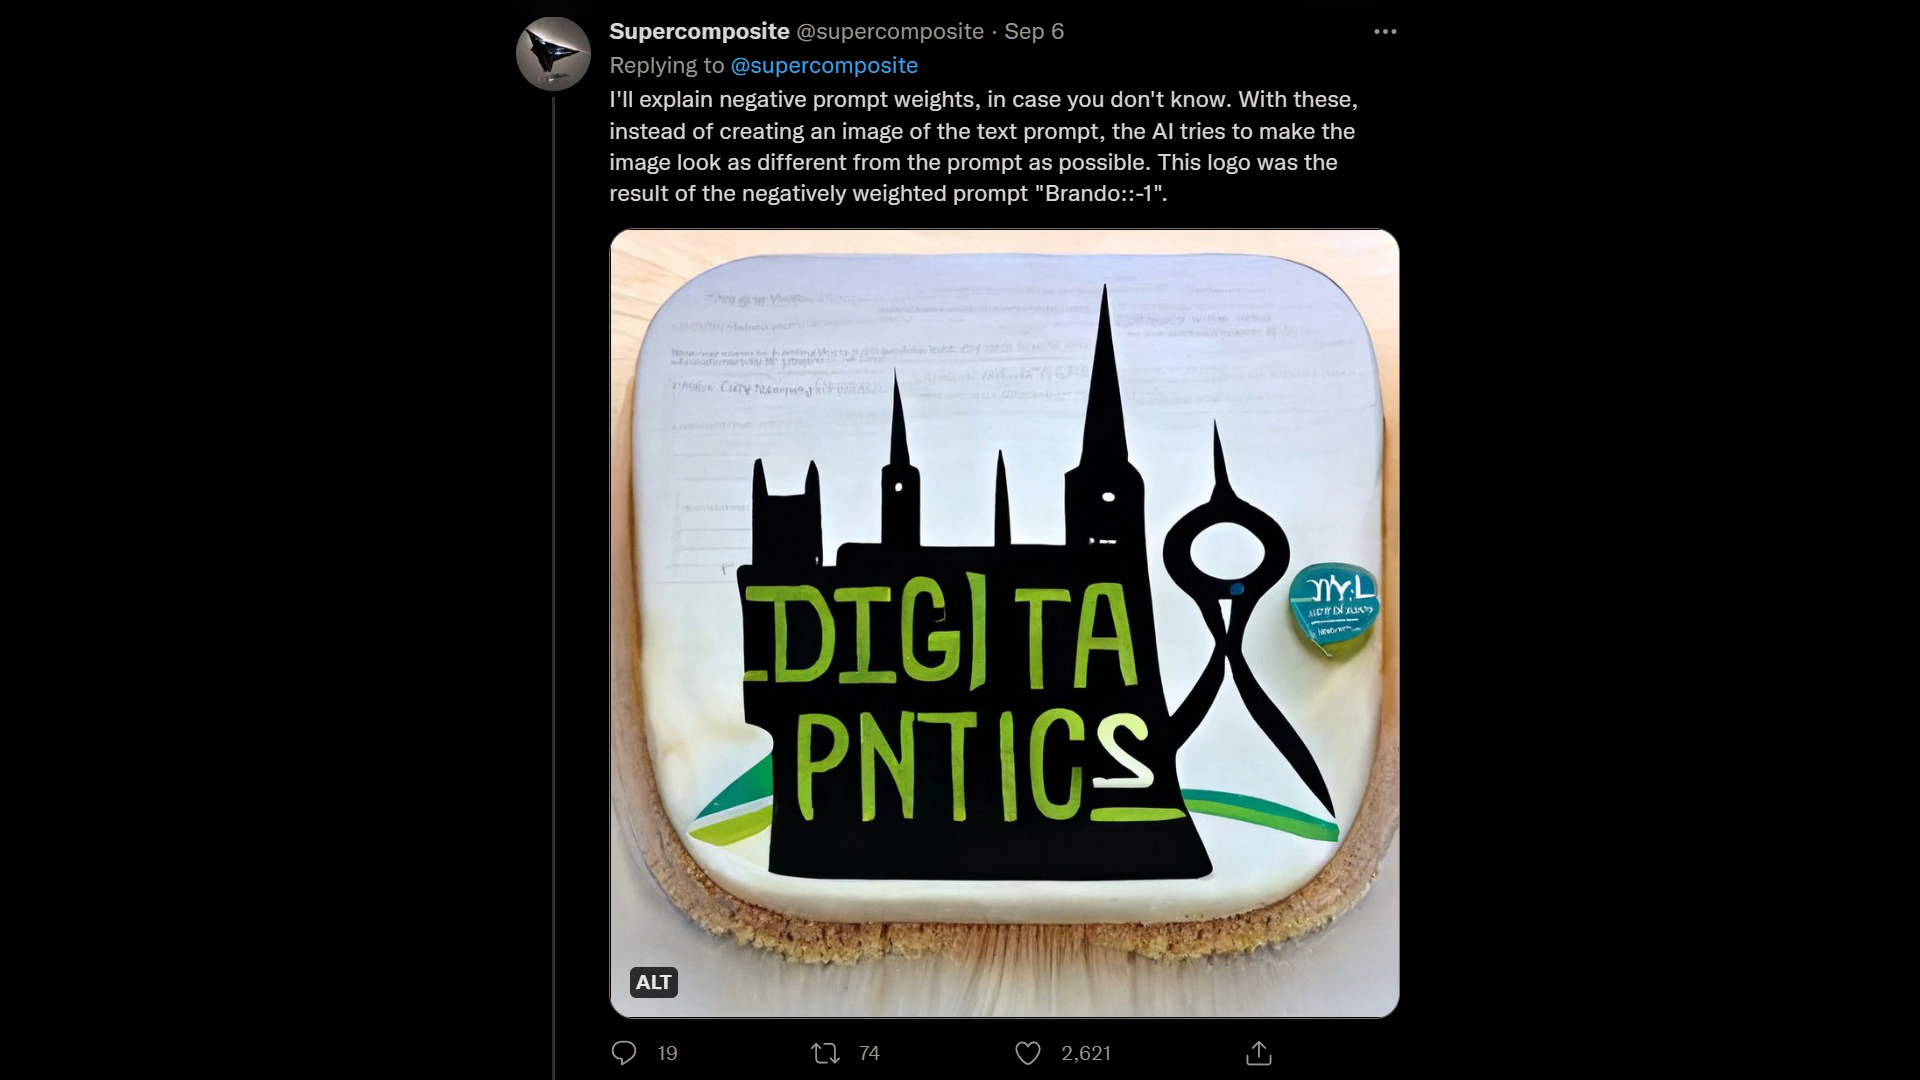 Supercomposite @supercomposite · Sep 6
Replying to @supercomposite
I'll explain negative prompt weights, in case you don't know. With these,
instead of creating an image of the text prompt, the AI tries to make the
image look as different from the prompt as possible. This logo was the
result of the negatively weighted prompt "Brando::-1".
DIGITA
PNTICS
ALT
19 74 2,621